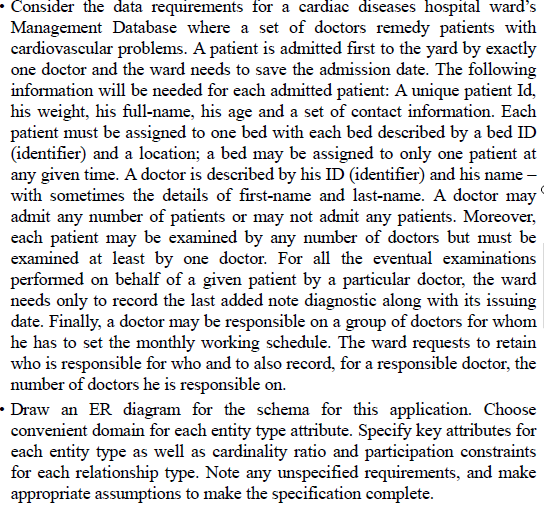 • Consider the data requirements for a cardiac diseases hospital ward's
Management Database where a set of doctors remedy patients with
cardiovascular problems. A patient is admitted first to the yard by exactly
one doctor and the ward needs to save the admission date. The following
information will be needed for each admitted patient: A unique patient Id,
his weight, his full-name, his age and a set of contact information. Each
patient must be assigned to one bed with each bed described by a bed ID
(identifier) and a location; a bed may be assigned to only one patient at
any given time. A doctor is described by his ID (identifier) and his name –
with sometimes the details of first-name and last-name. A doctor may
admit any number of patients or may not admit any patients. Moreover,
each patient may be examined by any number of doctors but must be
examined at least by one doctor. For all the eventual examinations
performed on behalf of a given patient by a particular doctor, the ward
needs only to record the last added note diagnostic along with its issuing
date. Finally, a doctor may be responsible on a group of doctors for whom
he has to set the monthly working schedule. The ward requests to retain
who is responsible for who and to also record, for a responsible doctor, the
number of doctors he is responsible on.
• Draw an ER diagram for the schema for this application. Choose
convenient domain for each entity type attribute. Specify key attributes for
each entity type as well as cardinality ratio and participation constraints
for each relationship type. Note any unspecified requirements, and make
appropriate assumptions to make the specification complete.